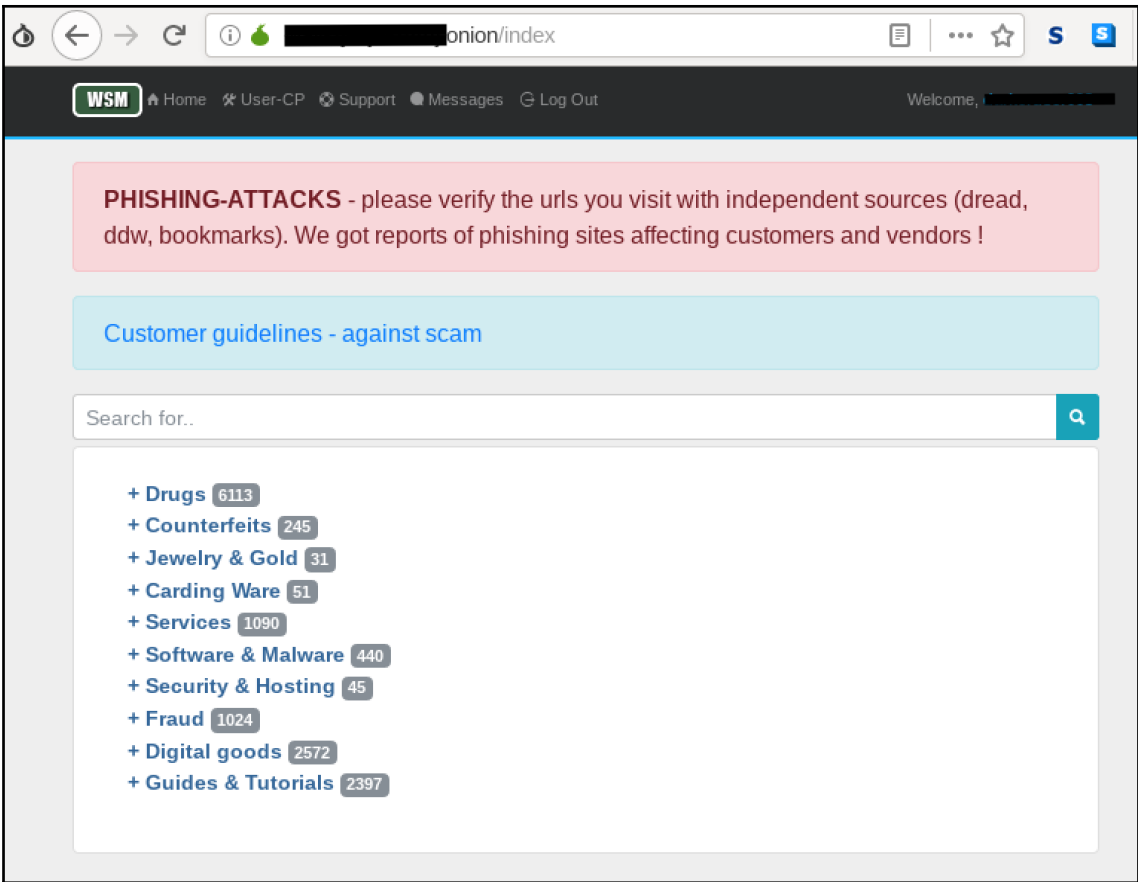 onion/index
S S
WSM Home User-CP Support Messages Log Out Welcome,
PHISHING-ATTACKS - please verify the urls you visit with independent sources (dread,
ddw, bookmarks). We got reports of phishing sites affecting customers and vendors !
Customer guidelines - against scam
Search for..
+ Drugs 6113
+ Counterfeits 245
+ Jewelry & Gold 31
+ Carding Ware 51
+ Services 1090
+ Software & Malware 440
+ Security & Hosting 45
+ Fraud 1024
+ Digital goods 2572
+ Guides & Tutorials 2397